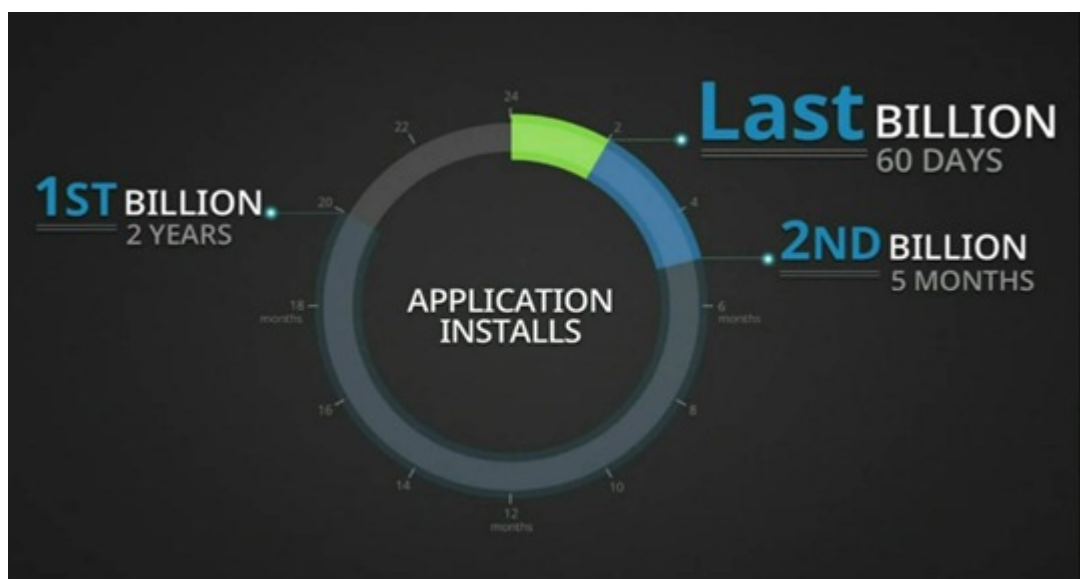 Last BILLION
60 DAYS
1ST BILLION
2 YEARS
2ND BILLION
5 MONTHS
APPLICATION
INSTALLS
24
2
4
6
months
8
10
12
months
14
16
18
months
20
22